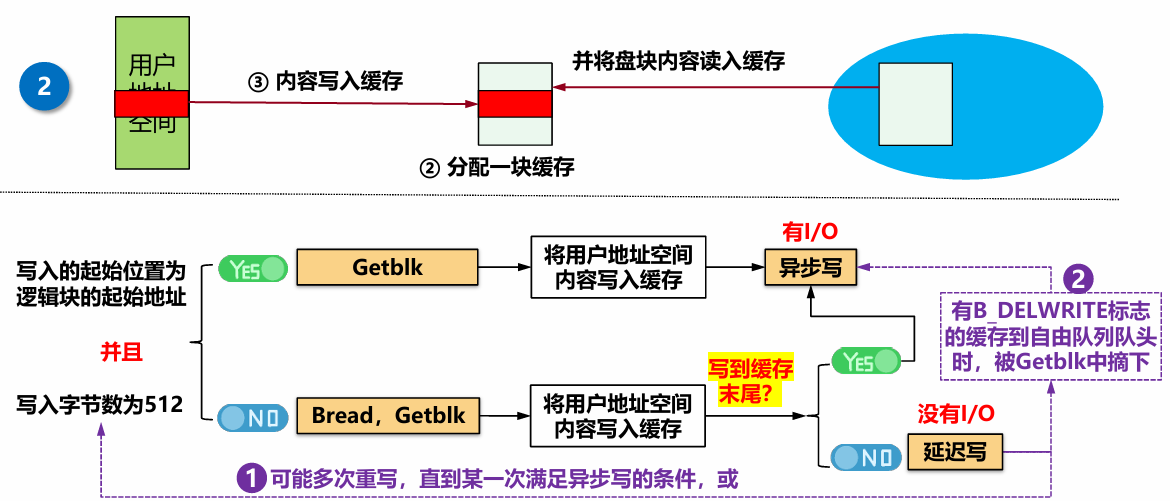 2
用户
地址
空间
③ 内容写入缓存
并将盘块内容读入缓存
② 分配一块缓存
写入的起始位置为
逻辑块的起始地址
并且
写入字节数为512
YES
Getblk
将用户地址空间
内容写入缓存
有I/O
异步写
NO
Bread，Getblk
将用户地址空间
内容写入缓存
写到缓存
末尾？
YES
NO
没有I/O
延迟写
2
有B_DELWRITE标志
的缓存到自由队列队头
时，被Getblk中摘下
1 可能多次重写，直到某一次满足异步写的条件，或